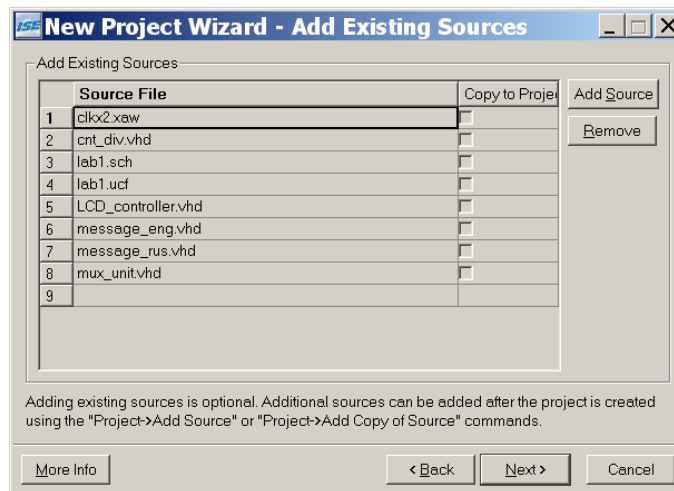 ISE New Project Wizard - Add Existing Sources
Add Existing Sources
Source File Copy to Projec
1 clkx2.xaw
2 cnt_div.vhd
3 lab1.sch
4 lab1.ucf
5 LCD_controller.vhd
6 message_eng.vhd
7 message_rus.vhd
8 mux_unit.vhd
9
Add Source
Remove
Adding existing sources is optional. Additional sources can be added after the project is created
using the "Project->Add Source" or "Project->Add Copy of Source" commands.
More Info < Back Next > Cancel